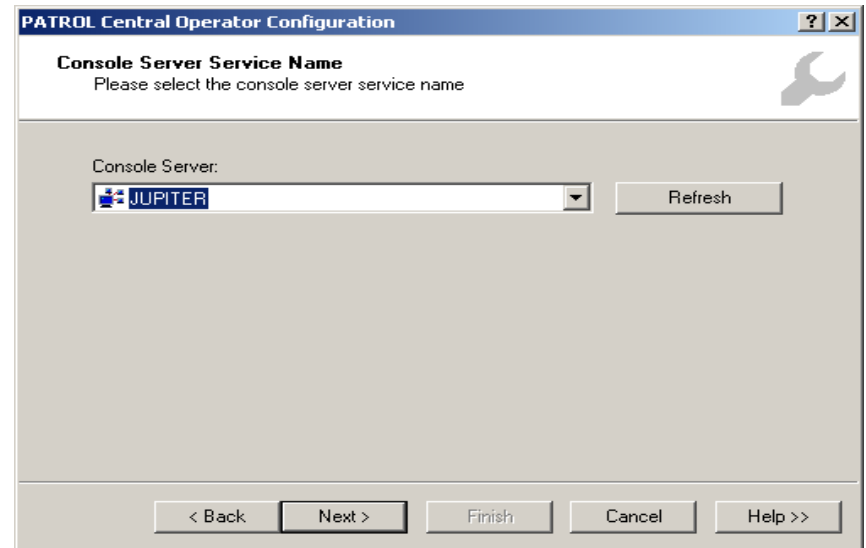 PATROL Central Operator Configuration
Console Server Service Name
Please select the console server service name
Console Server:
JUPITER
Refresh
< Back Next > Finish Cancel Help >>